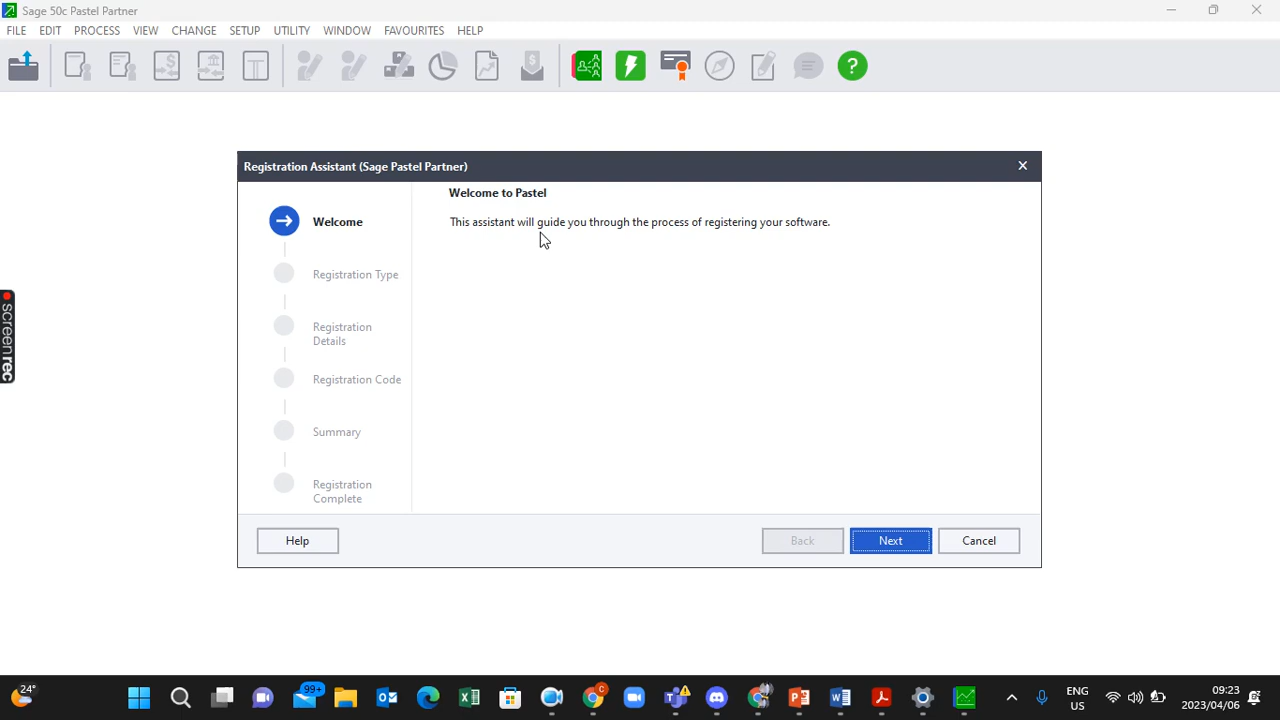 Sage 50c Pastel Partner
FILE EDIT PROCESS VIEW CHANGE SETUP UTILITY WINDOW FAVOURITES HELP
Registration Assistant (Sage Pastel Partner)
Welcome to Pastel
This assistant will guide you through the process of registering your software.
Welcome
Registration Type
Registration
Details
Registration Code
Summary
Registration
Complete
Help Back Next Cancel
screenrec
24°
99+
ENG
US
09:23
2023/04/06